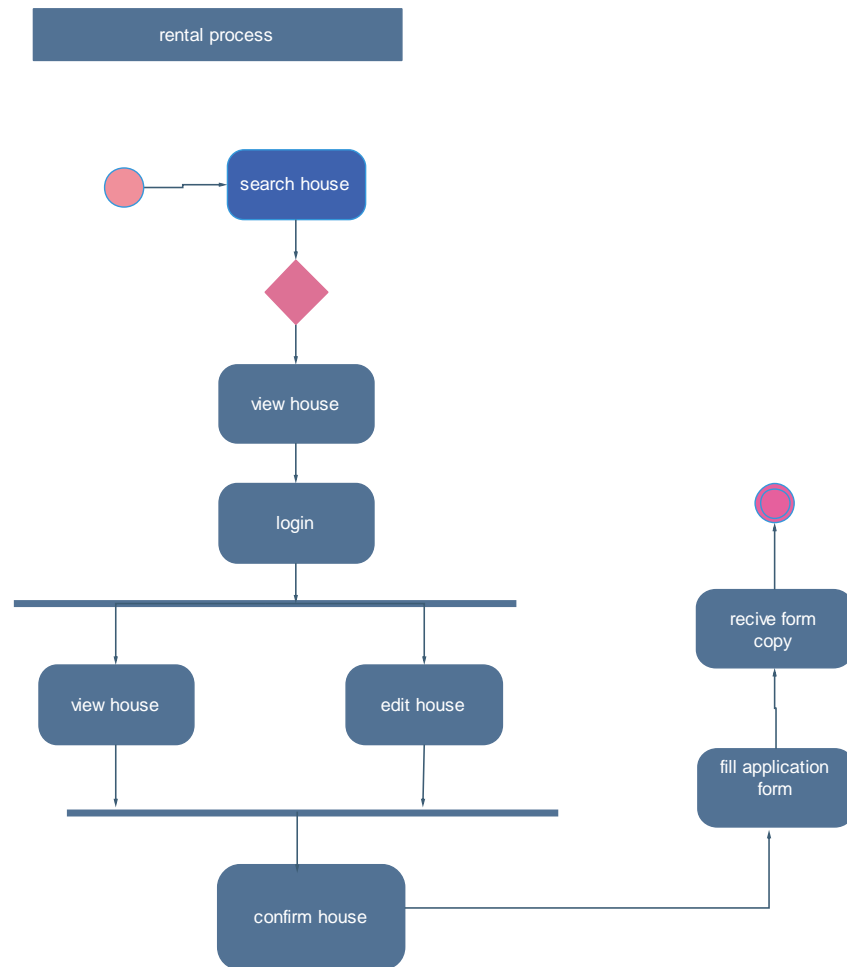 rental process
search house
view house
login
view house
edit house
confirm house
fill application
form
recive form
copy